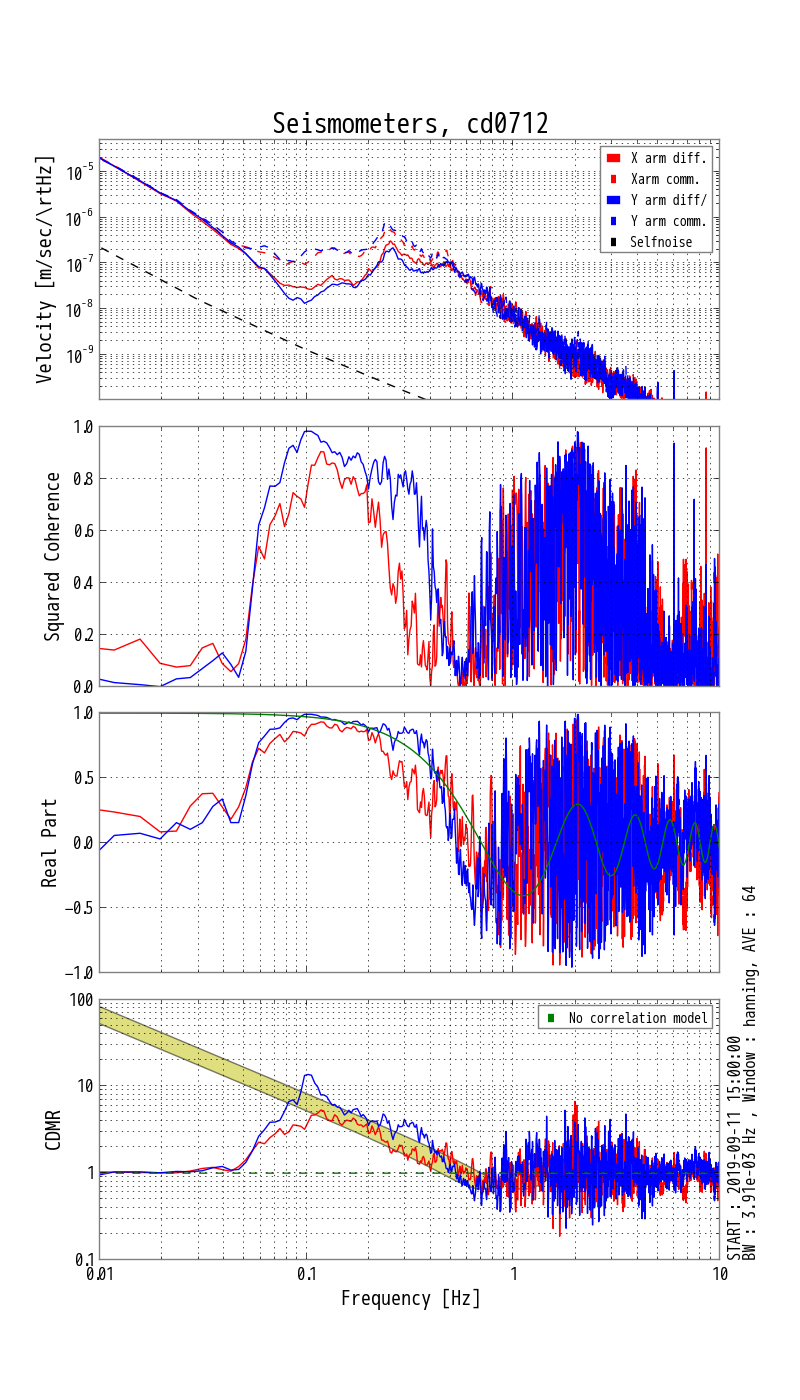 Seismometers, cd0712
Velocity [m/sec/\rtHz]
10^-5
10^-6
10^-7
10^-8
10^-9
X arm diff.
Xarm comm.
Y arm diff/
Y arm comm.
Selfnoise
Squared Coherence
1.0
0.8
0.6
0.4
0.2
0.0
Real Part
1.0
0.5
0.0
−0.5
−1.0
CDMR
100
10
1
0.1
No correlation model
0.01
0.1
1
10
Frequency [Hz]
START : 2019-09-11 15:00:00
BW : 3.91e-03 Hz , Window : hanning, AVE : 64